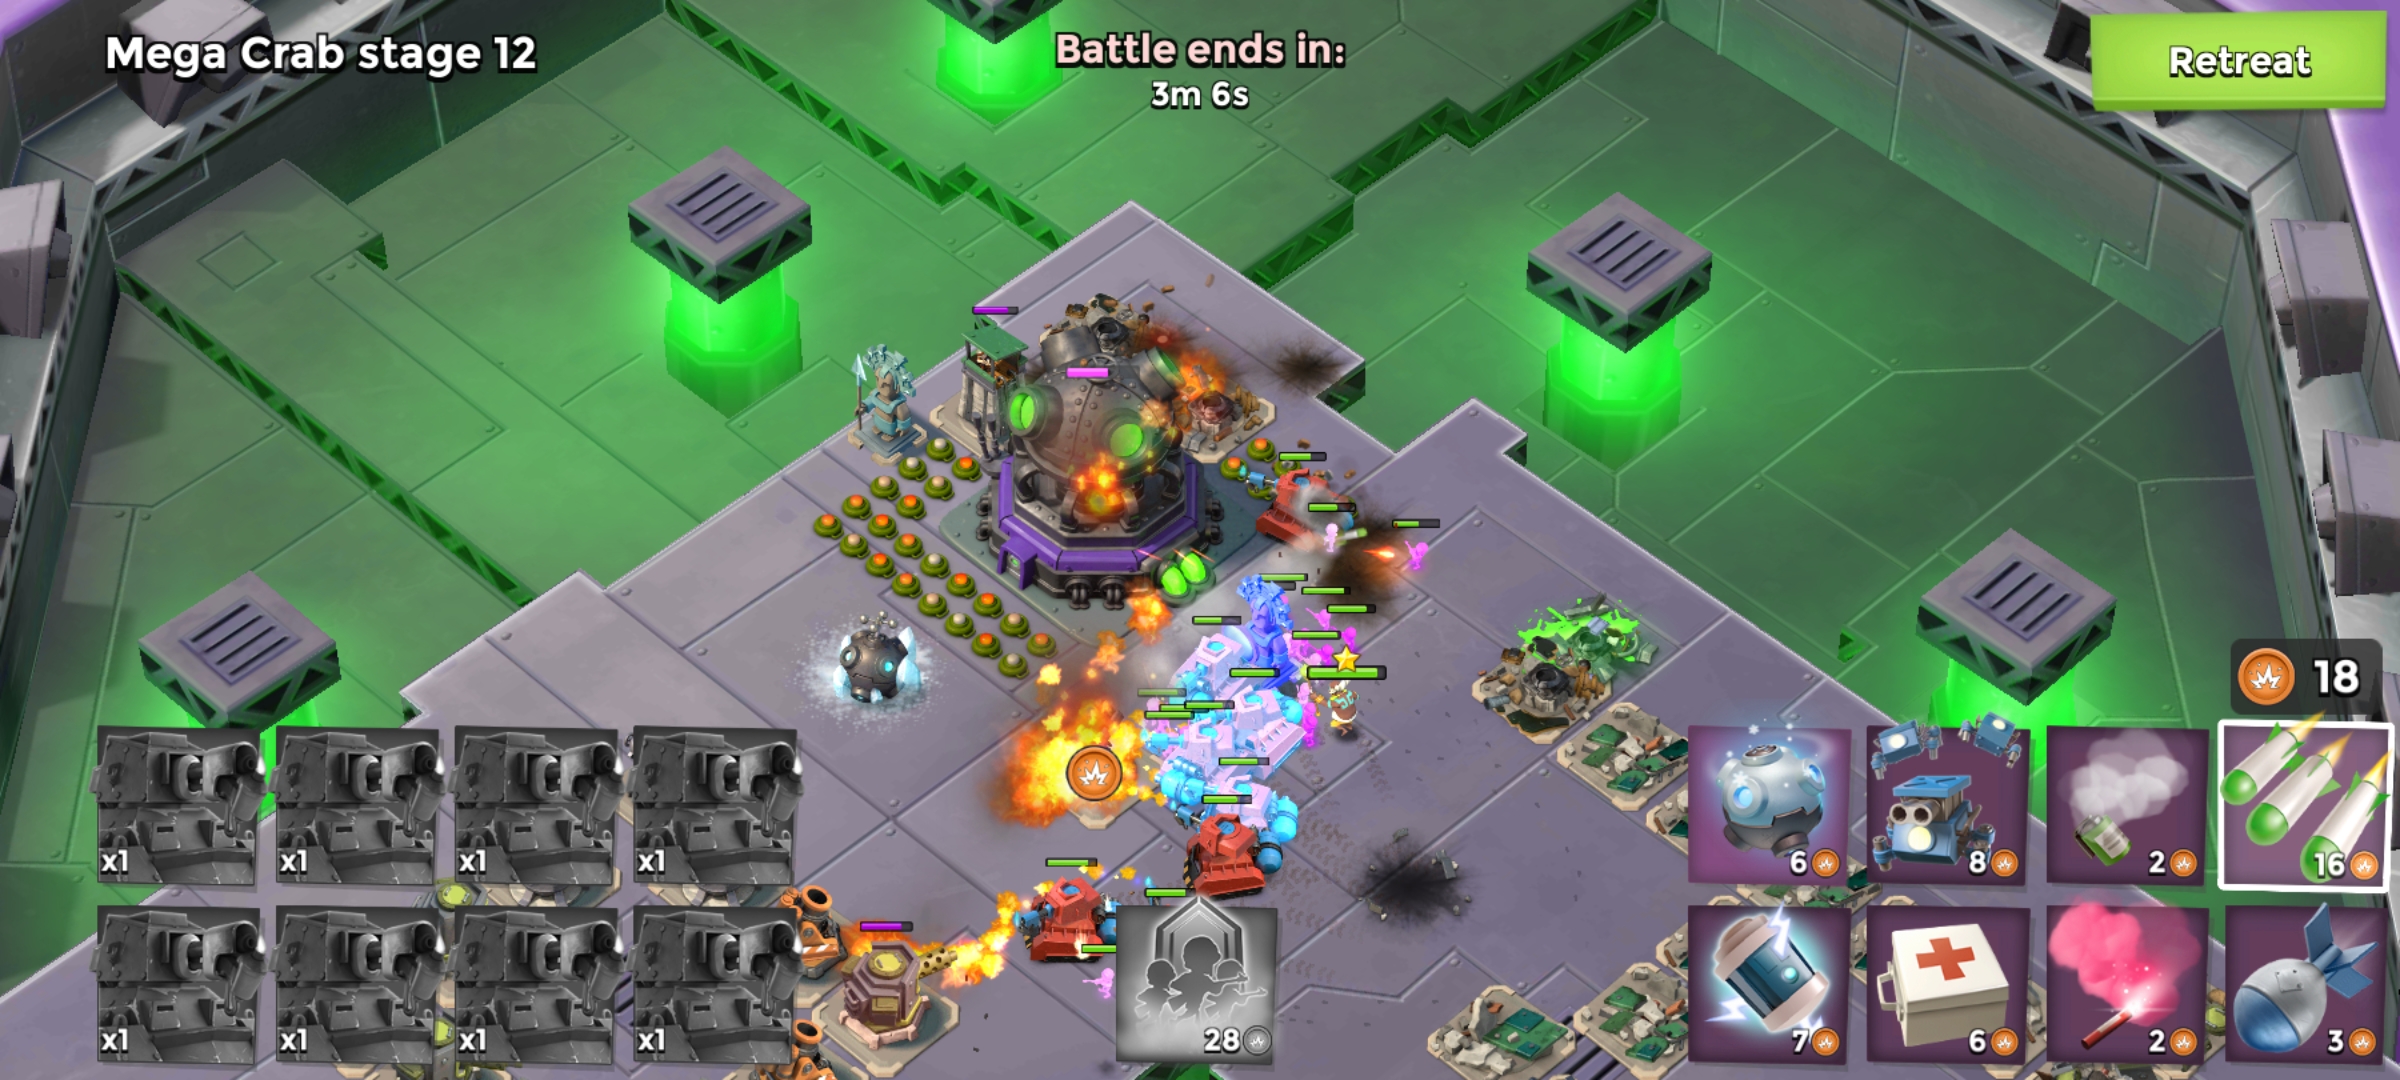 Mega Crab stage 12
Battle ends in:
3m 6s
Retreat
18
x1
x1
x1
x1
6
8
2
16
x1
x1
x1
x1
28
7
6
2
3